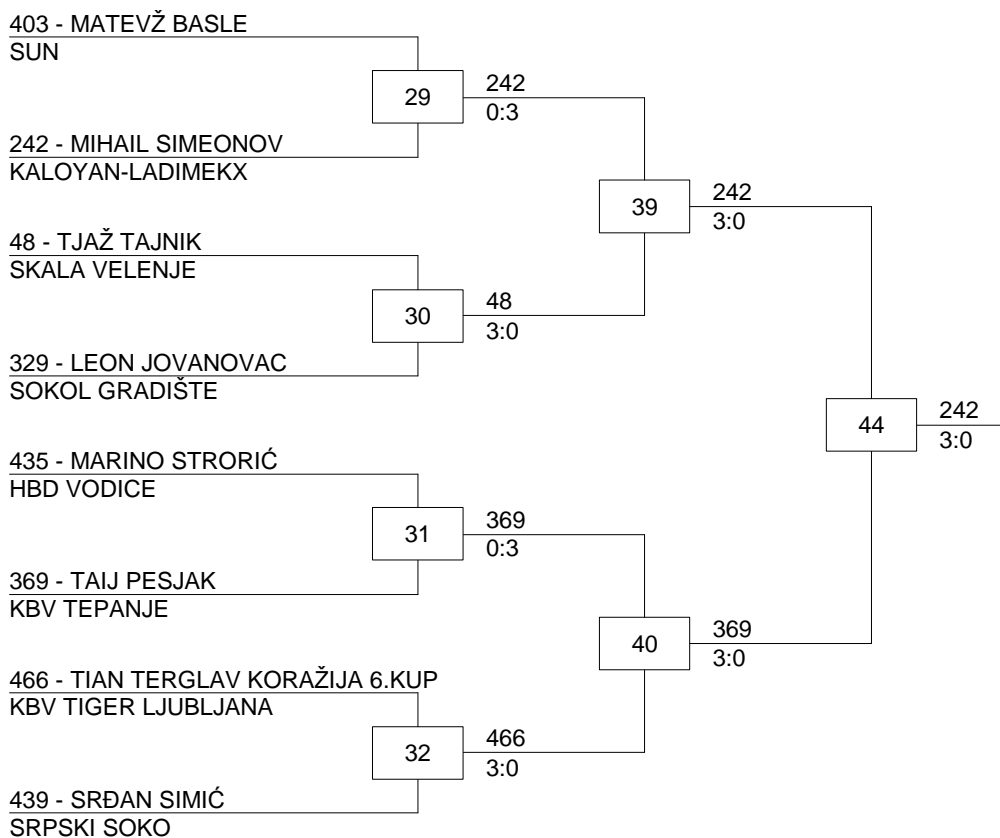 403 - MATEVŽ BASLE
SUN
29
242
0:3
242 - MIHAIL SIMEONOV
KALOYAN-LADIMEKX
39
242
3:0
48 - TJAŽ TAJNIK
SKALA VELENJE
30
48
3:0
329 - LEON JOVANOVAC
SOKOL GRADIŠTE
44
242
3:0
435 - MARINO STRORIĆ
HBD VODICE
31
369
0:3
369 - TAIJ PESJAK
KBV TEPANJE
40
369
3:0
466 - TIAN TERGLAV KORAŽIJA 6.KUP
KBV TIGER LJUBLJANA
32
466
3:0
439 - SRĐAN SIMIĆ
SRPSKI SOKO